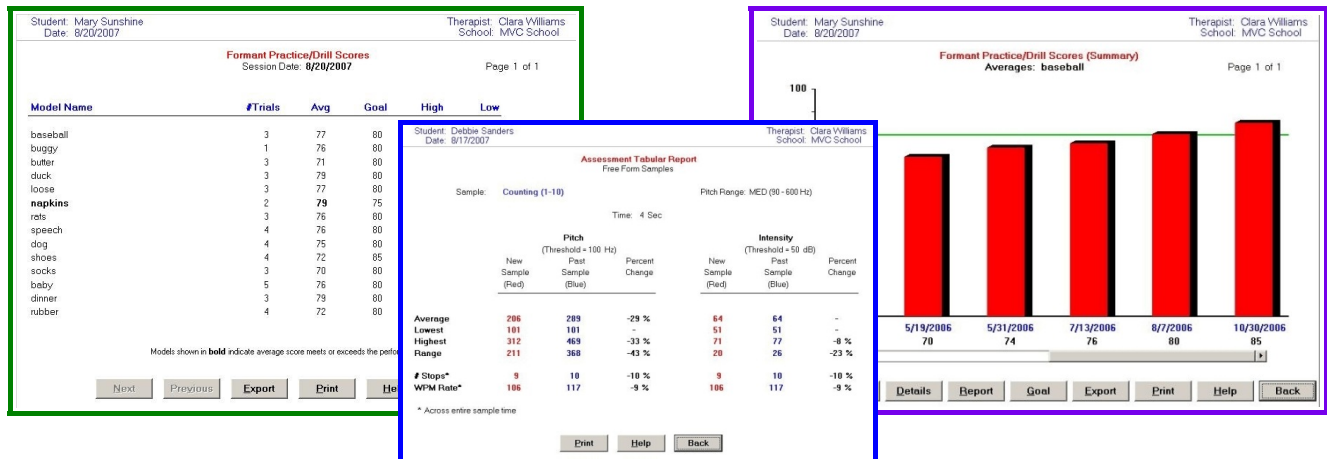 Student: Mary Sunshine Therapist: Clara Williams
Date: 8/20/2007 School: MVC School
Formant Practice/Drill Scores
Session Date: 8/20/2007 Page 1 of 1
Model Name #Trials Avg Goal High Low
baseball 3 77 80
buggy 1 76 80
butter 3 71 80
duck 3 79 80
loose 3 77 80
napkins 2 79 75
rats 3 76 80
speech 4 76 80
dog 4 75 80
shoes 4 72 85
socks 3 70 80
baby 5 76 80
dinner 3 79 80
rubber 4 72 80
Models shown in bold indicate average score meets or exceeds the
Next Previous Export Print
Student: Debbie Sanders Therapist: Clara Williams
Date: 8/17/2007 School: MVC School
Assessment Tabular Report
Free Form Samples
Sample: Counting (1-10) Pitch Range: MED (90 - 600 Hz)
Time: 4 Sec
Pitch Intensity
(Threshold = 100 Hz) (Threshold = 50 dB)
New Past Percent New Past Percent
Sample Sample Change Sample Sample Change
(Red) (Blue) (Red) (Blue)
Average 206 289 -29 % 64 64 -
Lowest 101 101 - 51 51 -
Highest 312 469 -33 % 71 77 -8 %
Range 211 368 -43 % 20 26 -23 %
# Stops* 9 10 -10 % 9 10 -10 %
WPM Rate* 106 117 -9 % 106 117 -9 %
* Across entire sample time
Print Help Back
Student: Mary Sunshine Therapist: Clara Williams
Date: 8/20/2007 School: MVC School
Formant Practice/Drill Scores (Summary)
Averages: baseball Page 1 of 1
100
5/19/2006 5/31/2006 7/13/2006 8/7/2006 10/30/2006
70 74 76 80 85
Details Report Goal Export Print Help Back